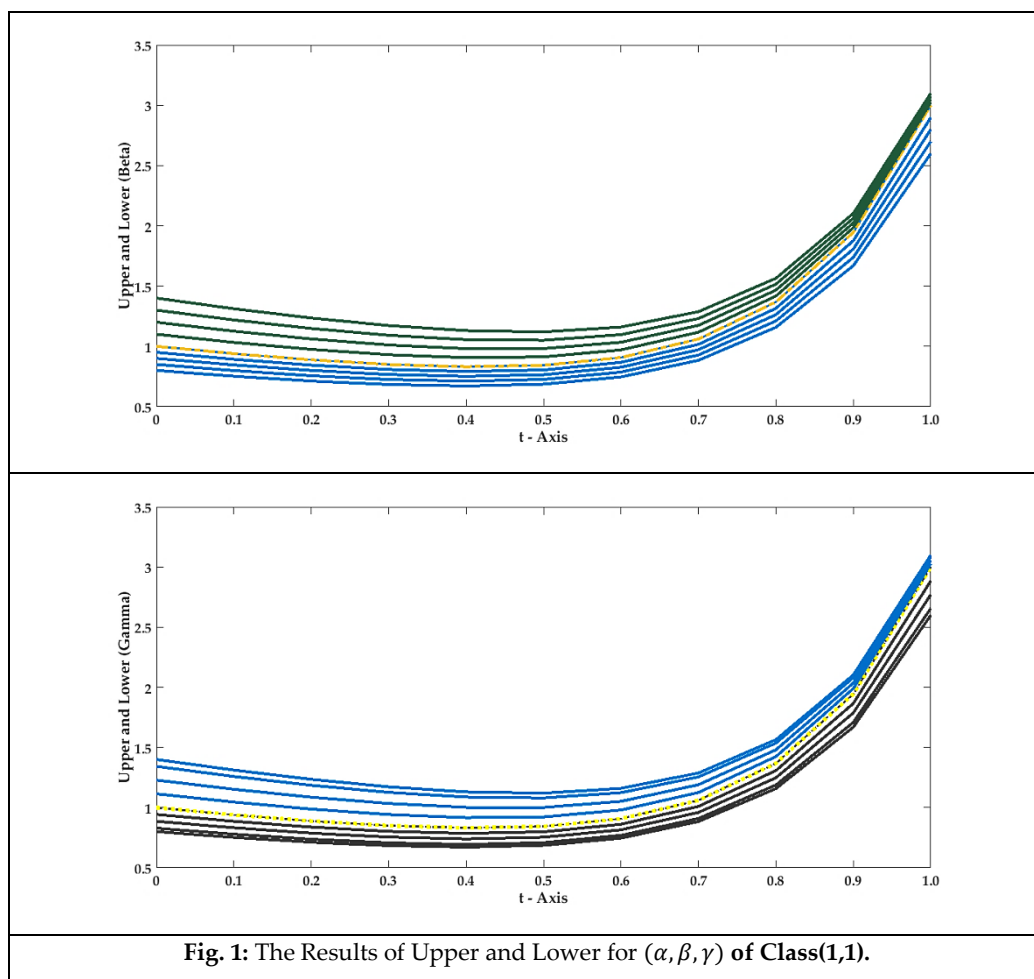 3.5
3
2.5
2
1.5
1
0.5
Upper and Lower (Beta)
0 0.1 0.2 0.3 0.4 0.5 0.6 0.7 0.8 0.9 1.0
t - Axis
3.5
3
2.5
2
1.5
1
0.5
Upper and Lower (Gamma)
0 0.1 0.2 0.3 0.4 0.5 0.6 0.7 0.8 0.9 1.0
t - Axis
Fig. 1: The Results of Upper and Lower for (α, β, γ) of Class(1,1).